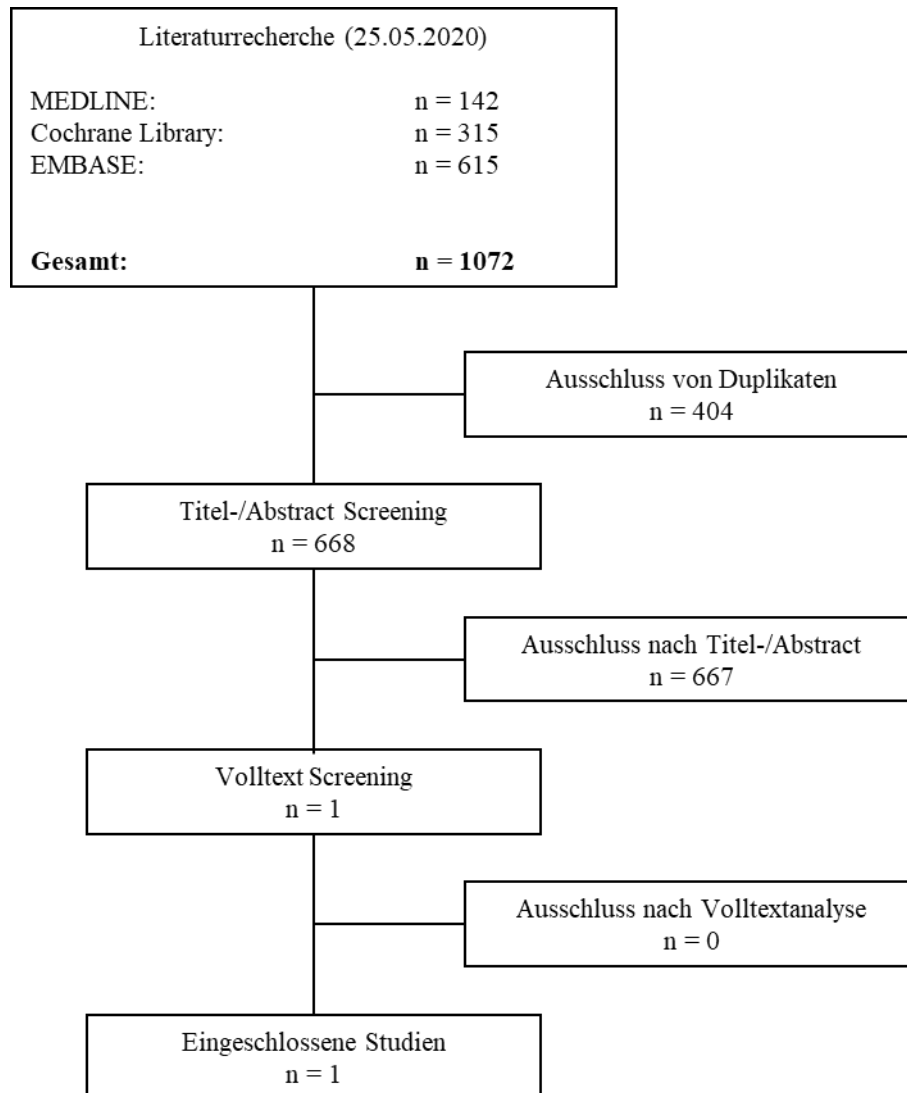 Literaturrecherche (25.05.2020)
MEDLINE: n = 142
Cochrane Library: n = 315
EMBASE: n = 615
Gesamt: n = 1072
Ausschluss von Duplikaten
n = 404
Titel-/Abstract Screening
n = 668
Ausschluss nach Titel-/Abstract
n = 667
Volltext Screening
n = 1
Ausschluss nach Volltextanalyse
n = 0
Eingeschlossene Studien
n = 1